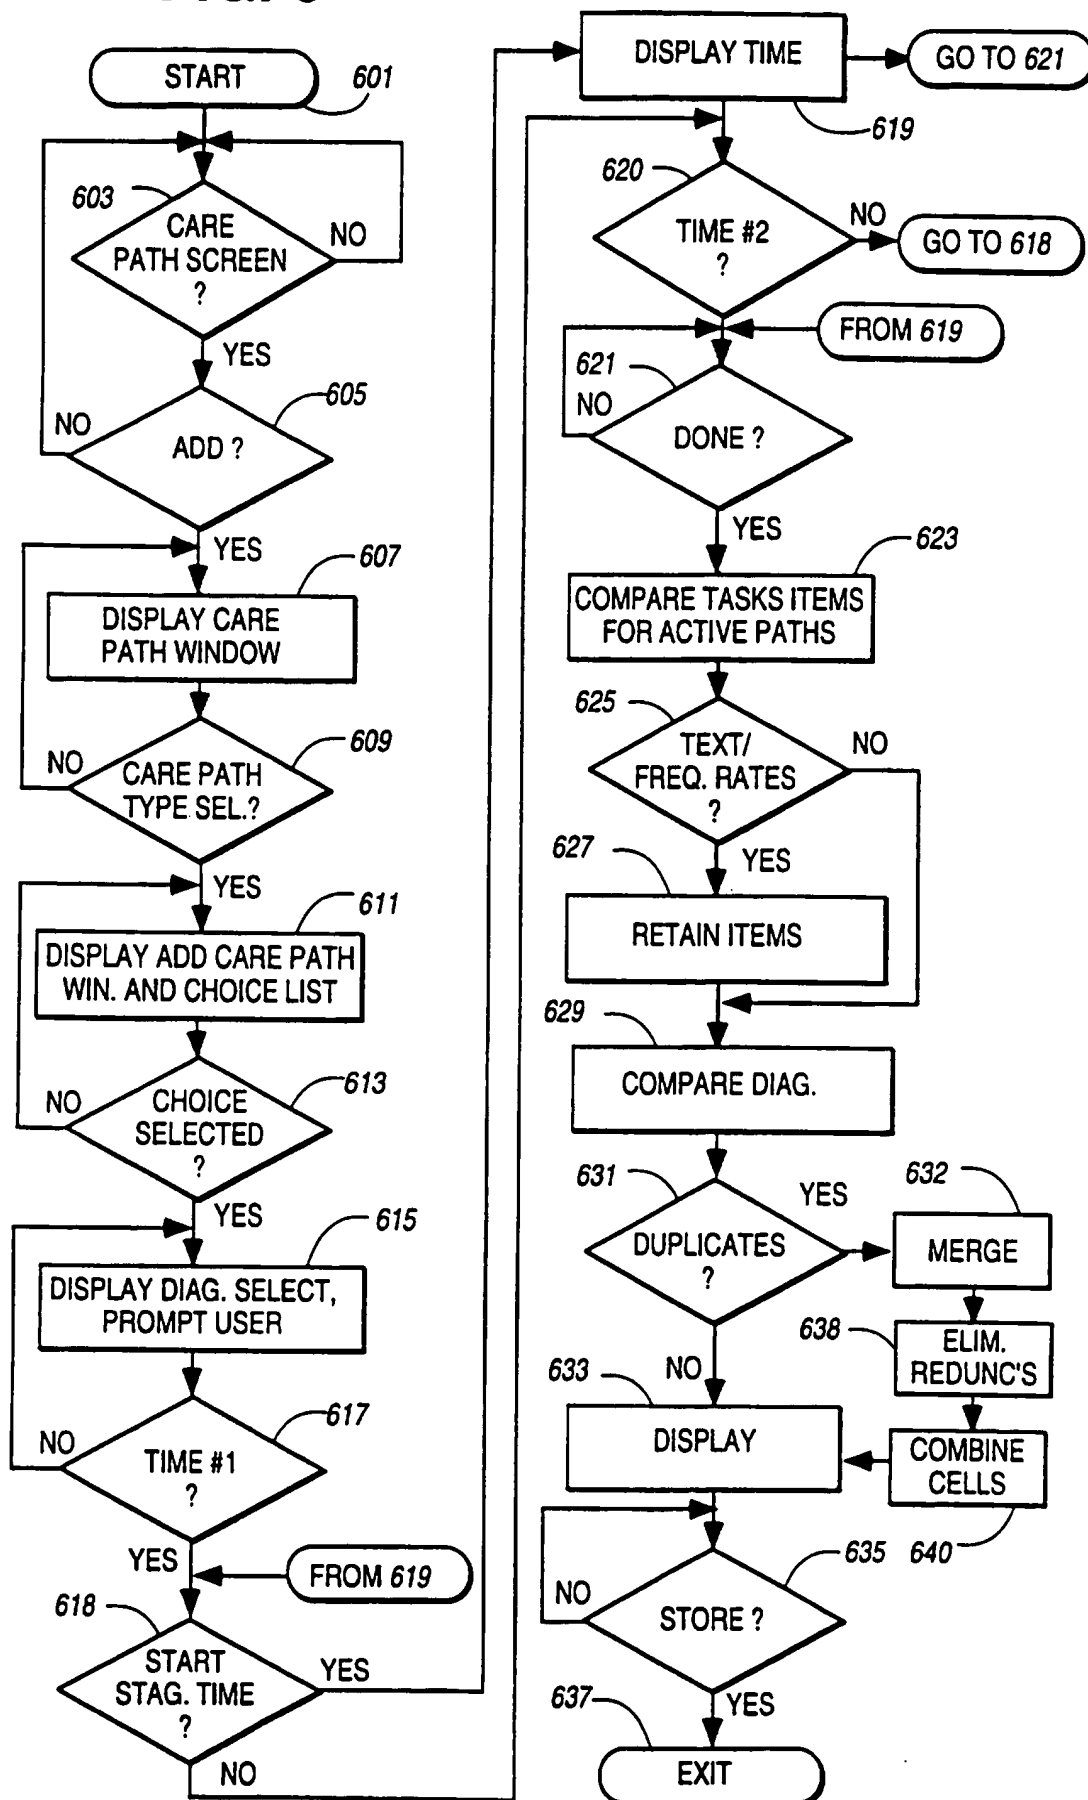 START
601
603
CARE
PATH SCREEN
?
NO
YES
605
NO
ADD ?
YES
607
DISPLAY CARE
PATH WINDOW
609
NO
CARE PATH
TYPE SEL.?
YES
611
DISPLAY ADD CARE PATH
WIN. AND CHOICE LIST
613
NO
CHOICE
SELECTED
?
YES
615
DISPLAY DIAG. SELECT,
PROMPT USER
617
NO
TIME #1
?
YES
FROM 619
618
START
STAG. TIME
?
YES
NO
DISPLAY TIME
GO TO 621
619
620
TIME #2
?
NO
GO TO 618
FROM 619
621
NO
DONE ?
YES
623
COMPARE TASKS ITEMS
FOR ACTIVE PATHS
625
TEXT/
FREQ. RATES
?
NO
YES
627
RETAIN ITEMS
629
COMPARE DIAG.
631
DUPLICATES
?
YES
632
MERGE
638
ELIM.
REDUNC'S
NO
633
DISPLAY
COMBINE
CELLS
640
635
NO
STORE ?
YES
637
EXIT